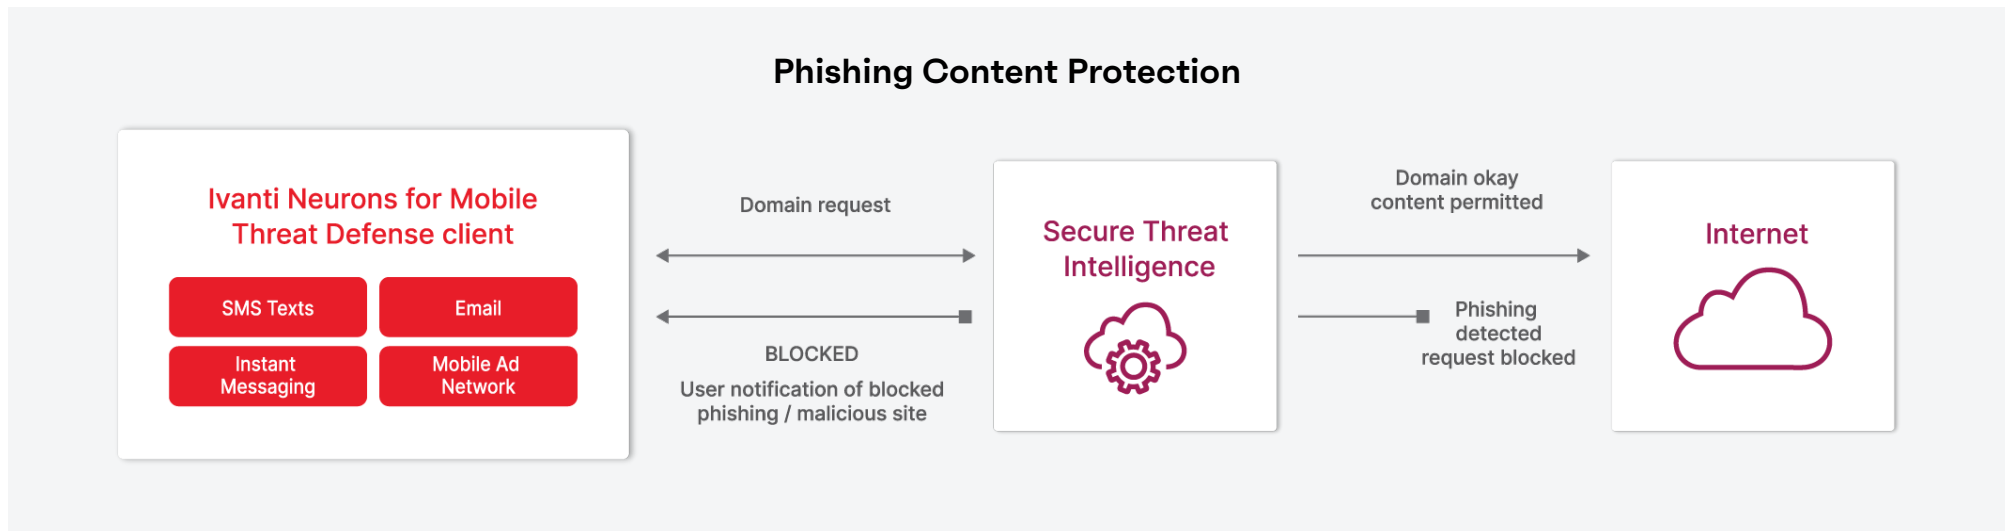 Phishing Content Protection
Ivanti Neurons for Mobile
Threat Defense client
SMS Texts
Email
Instant
Messaging
Mobile Ad
Network
Domain request
BLOCKED
User notification of blocked
phishing / malicious site
Secure Threat
Intelligence
Domain okay
content permitted
Phishing
detected
request blocked
Internet